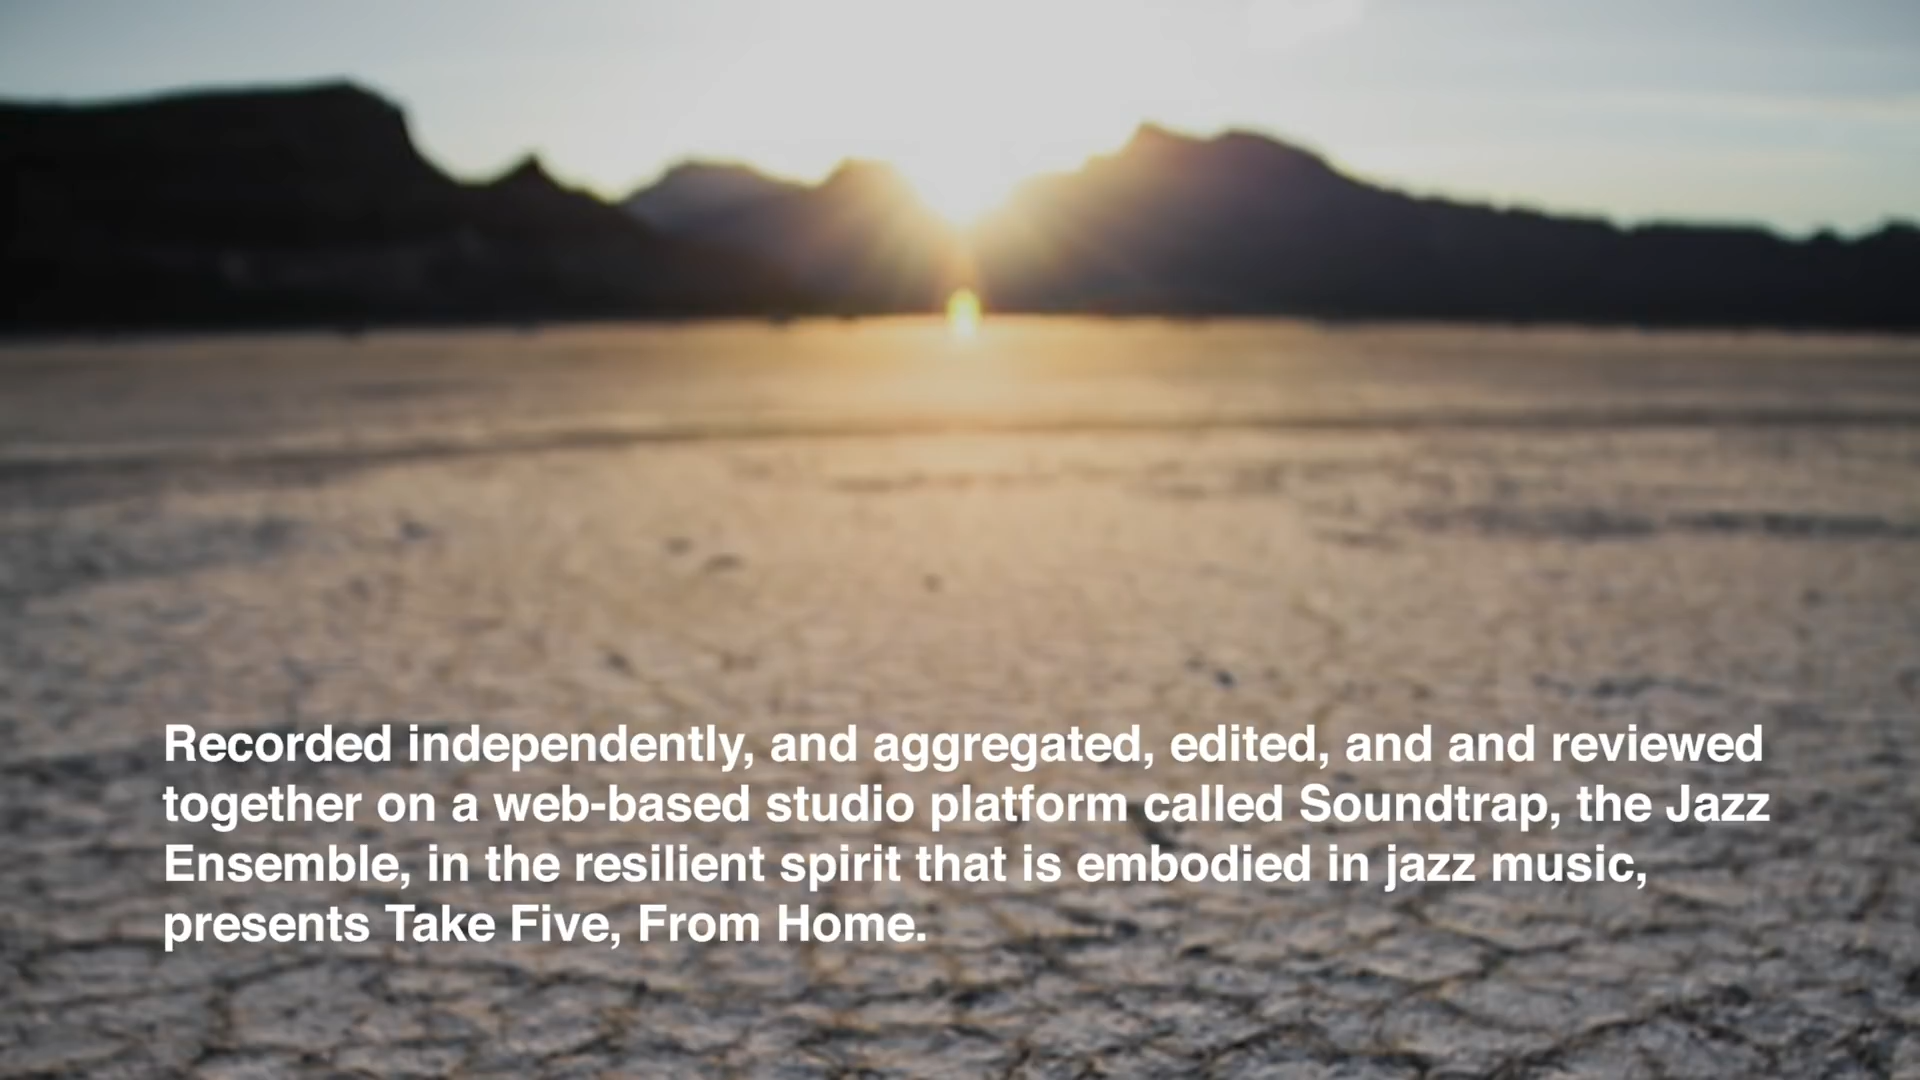 Recorded independently, and aggregated, edited, and and reviewed
together on a web-based studio platform called Soundtrap, the Jazz
Ensemble, in the resilient spirit that is embodied in jazz music,
presents Take Five, From Home.